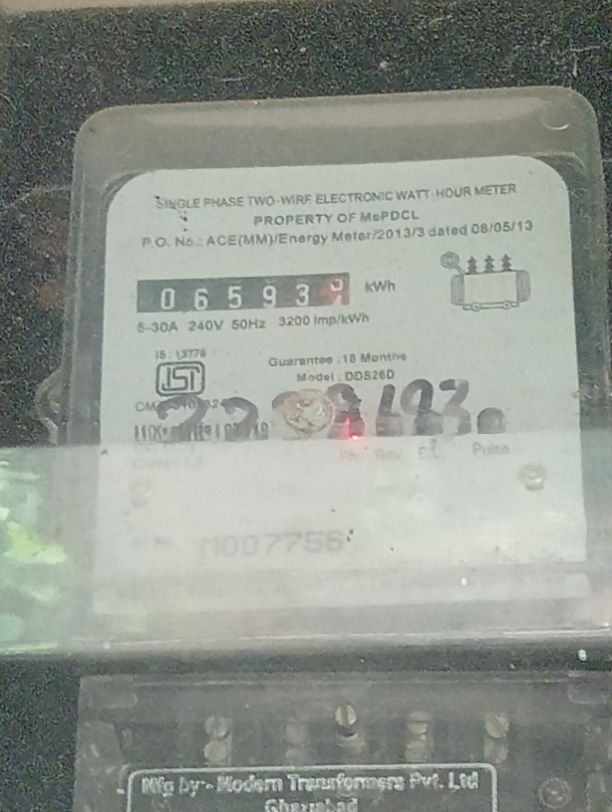 SINGLE PHASE TWO-WIRE ELECTRONIC WATT-HOUR METER
PROPERTY OF MePDCL
P.O. No.: ACE(MM)/Energy Meter/2013/3 dated 08/05/13
0 6 5 9 3 kWh
5-30A 240V 50Hz 3200 imp/kWh
IS : 13779
ISI
Guarantee : 18 Months
Model : DDS26D
Ph. Rev. E.L Pulse
M007756
Mfg by:- Modern Transformers Pvt. Ltd
Ghaziabad